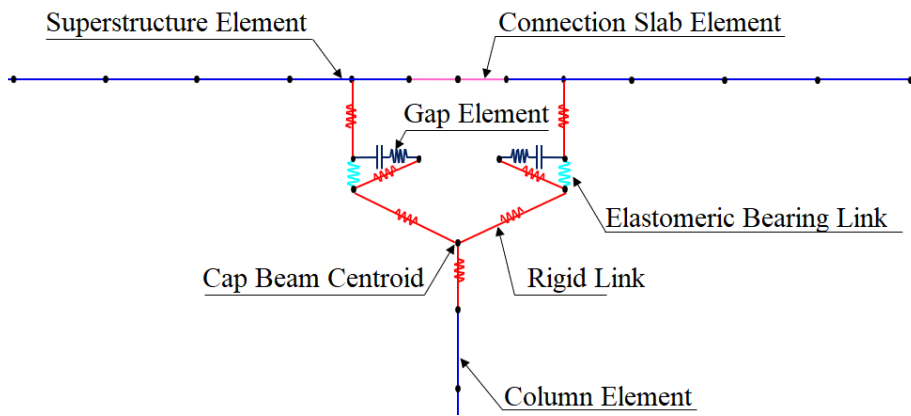 Superstructure Element
Connection Slab Element
Gap Element
Elastomeric Bearing Link
Cap Beam Centroid
Rigid Link
Column Element